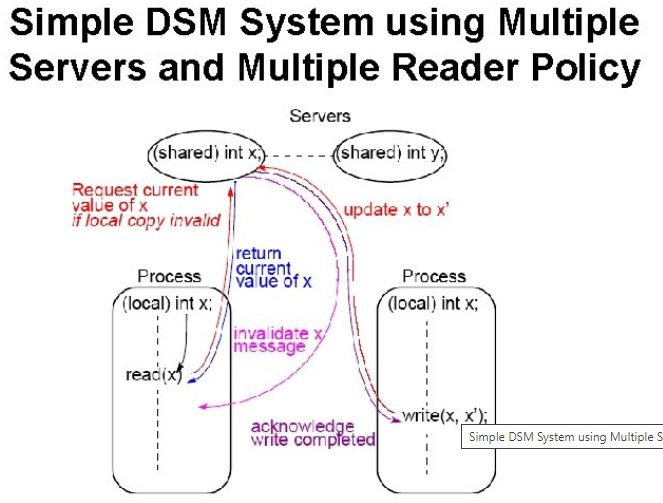 Simple DSM System using Multiple
Servers and Multiple Reader Policy
Servers
(shared) int x;
(shared) int y;
Request current
value of x
if local copy invalid
update x to x'
return
current
value of x
Process
Process
(local) int x;
(local) int x;
invalidate x
message
read(x)
write(x, x');
acknowledge
write completed
Simple DSM System using Multiple S